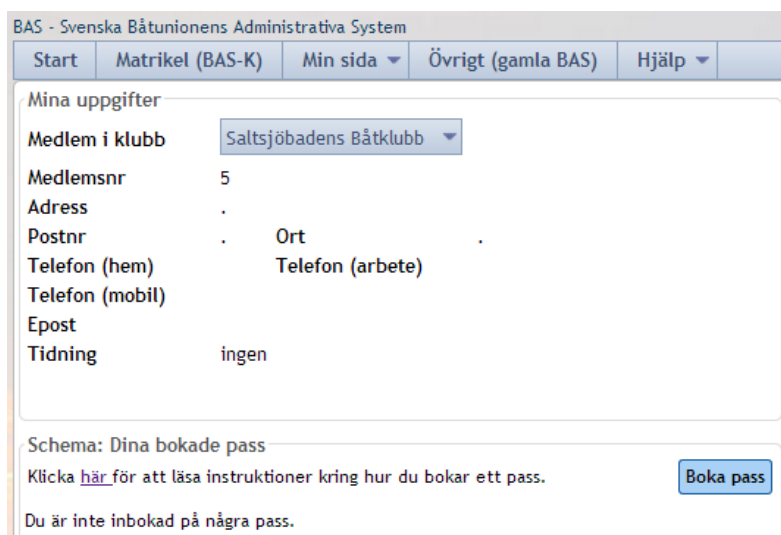 BAS - Svenska Båtunionens Administrativa System
Start Matrikel (BAS-K) Min sida Övrigt (gamla BAS) Hjälp
Mina uppgifter
Medlem i klubb Saltsjöbadens Båtklubb
Medlemsnr 5
Adress .
Postnr . Ort .
Telefon (hem) Telefon (arbete)
Telefon (mobil)
Epost
Tidning ingen
Schema: Dina bokade pass
Klicka här för att läsa instruktioner kring hur du bokar ett pass. Boka pass
Du är inte inbokad på några pass.